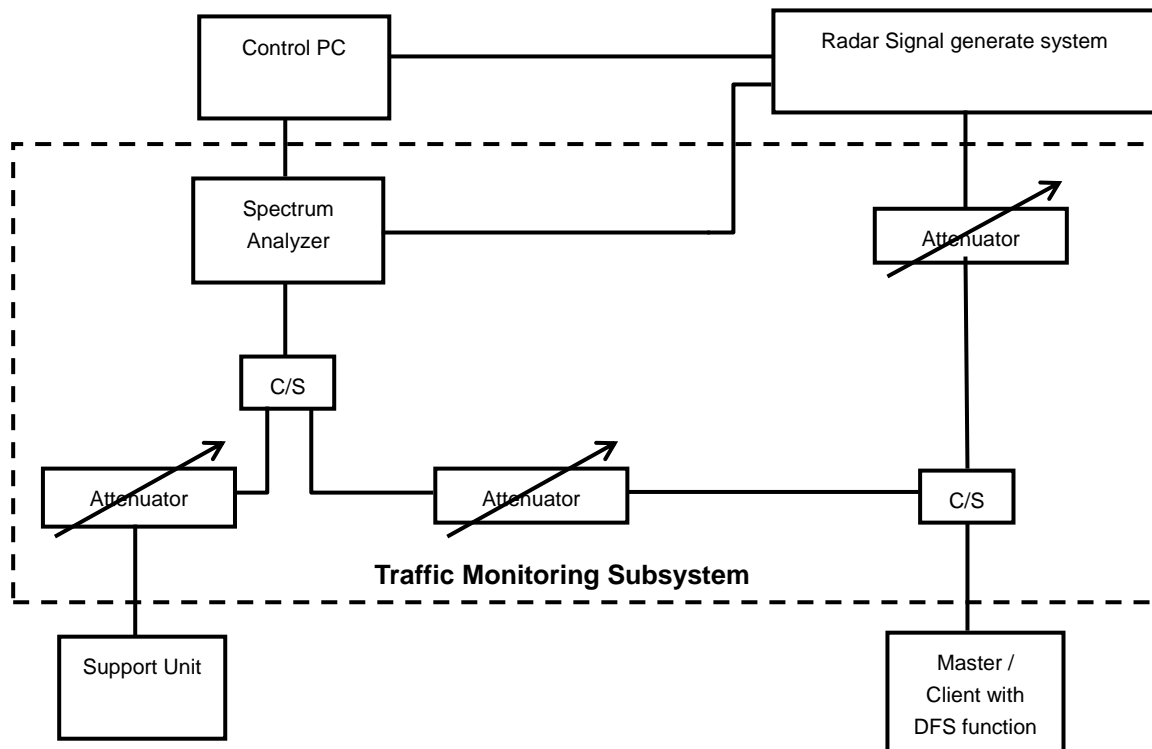 Control PC
Radar Signal generate system
Spectrum
Analyzer
Attenuator
C/S
Attenuator
Attenuator
C/S
Traffic Monitoring Subsystem
Support Unit
Master /
Client with
DFS function